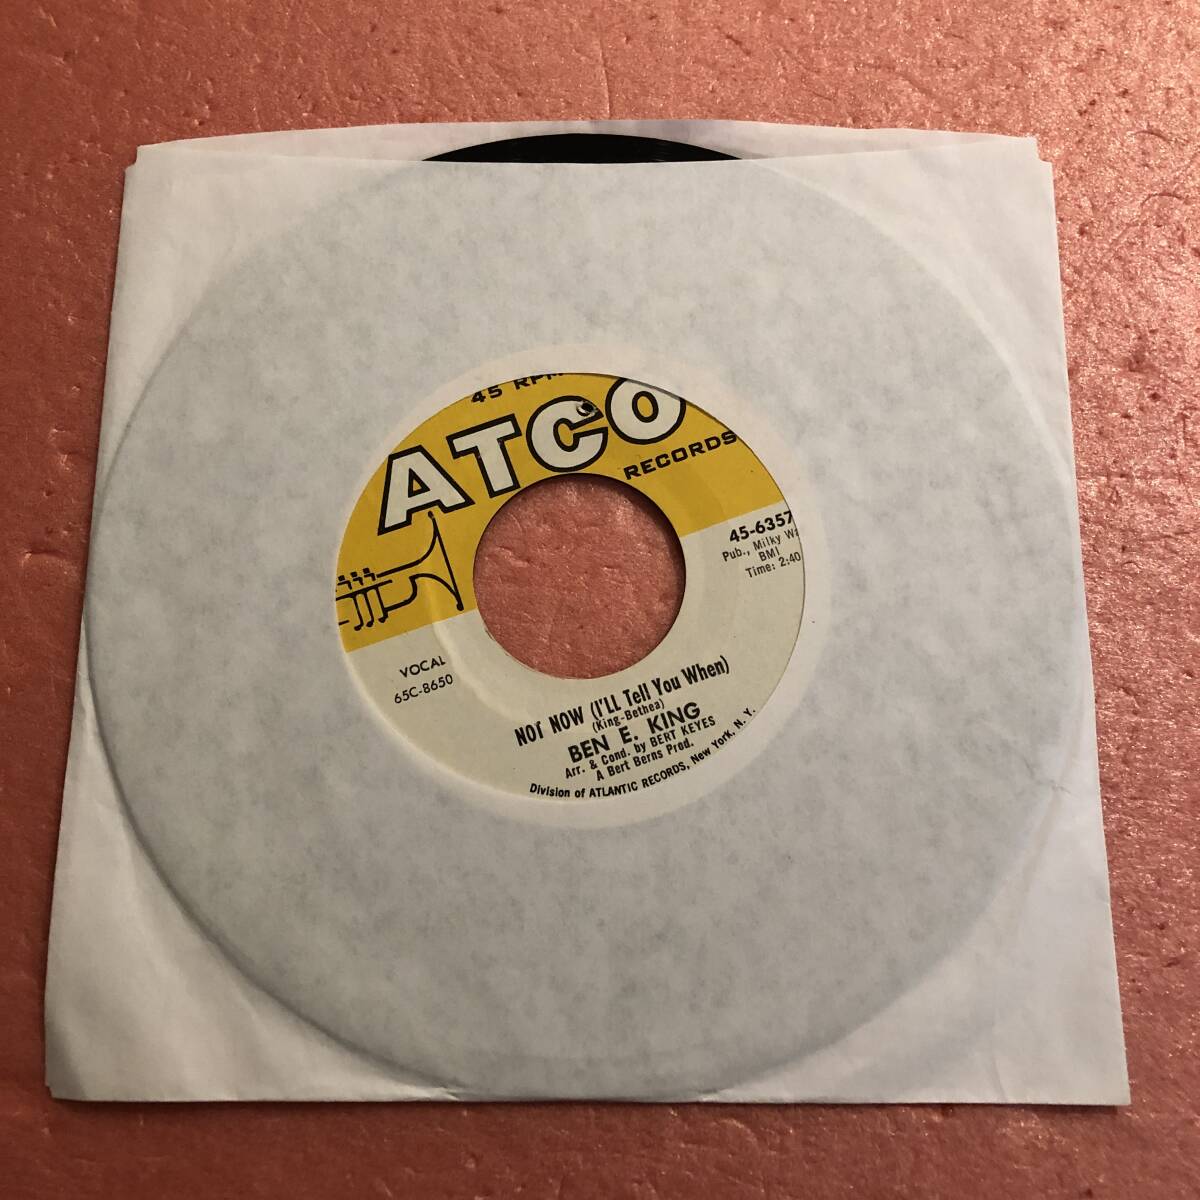 45 RPM
ATCO
RECORDS
45-6357
Pub., Milky
BMI
Time: 2:40
VOCAL
65C-8650
NOT NOW (I'LL Tell You When)
(King-Bethea)
BEN E. KING
Arr. & Cond. by BERT KEYES
A Bert Berns Prod.
Division of ATLANTIC RECORDS, New York, N. Y.